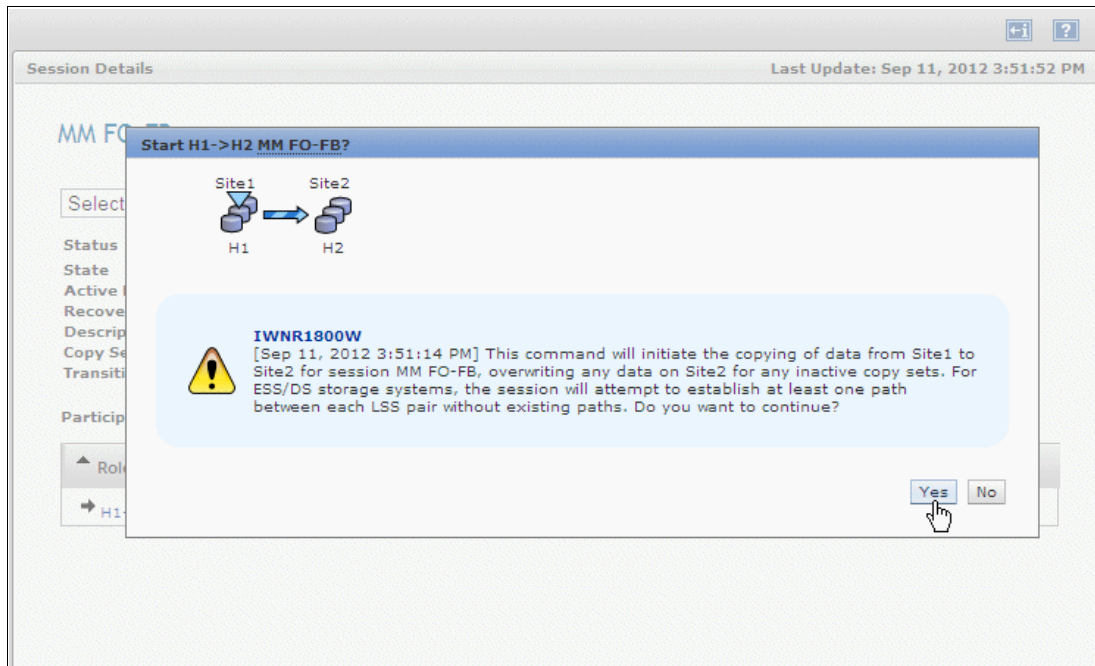 Session Details
Last Update: Sep 11, 2012 3:51:52 PM
MM FO-FB
Start H1->H2 MM FO-FB?
Site1 Site2
H1 H2
Select
Status
State
Active
Recove
Descrip
Copy Se
Transiti
Particip
IWNR1800W
[Sep 11, 2012 3:51:14 PM] This command will initiate the copying of data from Site1 to
Site2 for session MM FO-FB, overwriting any data on Site2 for any inactive copy sets. For
ESS/DS storage systems, the session will attempt to establish at least one path
between each LSS pair without existing paths. Do you want to continue?
Role
H1-
Yes No